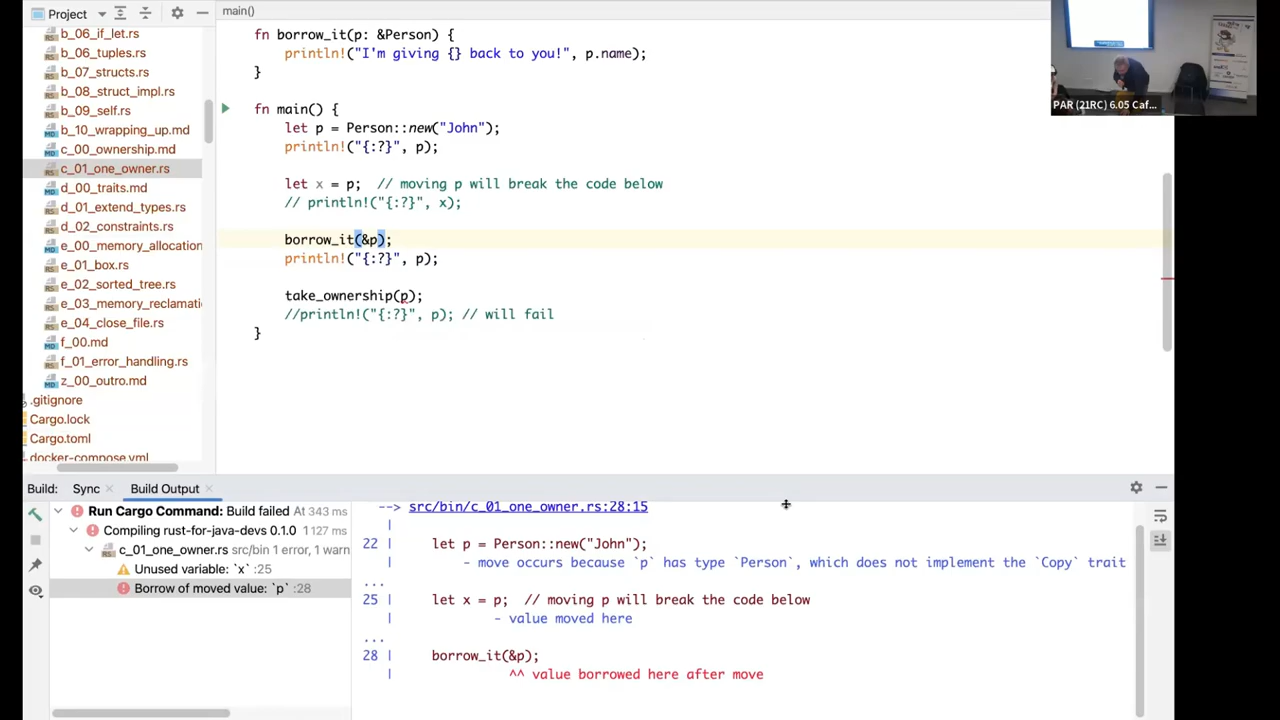 Project
b_06_if_let.rs
b_06_tuples.rs
b_07_structs.rs
b_08_struct_impl.rs
b_09_self.rs
b_10_wrapping_up.md
c_00_ownership.md
c_01_one_owner.rs
d_00_traits.md
d_01_extend_types.rs
d_02_constraints.rs
e_00_memory_allocation
e_01_box.rs
e_02_sorted_tree.rs
e_03_memory_reclamati
e_04_close_file.rs
f_00.md
f_01_error_handling.rs
z_00_outro.md
.gitignore
Cargo.lock
Cargo.toml
docker-compose.yml
main()
fn borrow_it(p: &Person) {
println!("I'm giving {} back to you!", p.name);
}
fn main() {
let p = Person::new("John");
println!("{:?}", p);
let x = p;  // moving p will break the code below
// println!("{:?}", x);
borrow_it(&p);
println!("{:?}", p);
take_ownership(p);
//println!("{:?}", p); // will fail
}
PAR (21RC) 6.05 Caf...
Build: Sync Build Output
Run Cargo Command: Build failed At 343 ms
Compiling rust-for-java-devs 0.1.0 300 ms
c_01_one_owner.rs src/bin 1 error, 1 warn
Unused variable: `x` :25
Borrow of moved value: `p` :28
--> src/bin/c_01_one_owner.rs:28:15
|
22 | let p = Person::new("John");
| - move occurs because `p` has type `Person`, which does not implement the `Copy` trait
...
25 | let x = p;  // moving p will break the code below
| - value moved here
...
28 | borrow_it(&p);
| ^^ value borrowed here after move